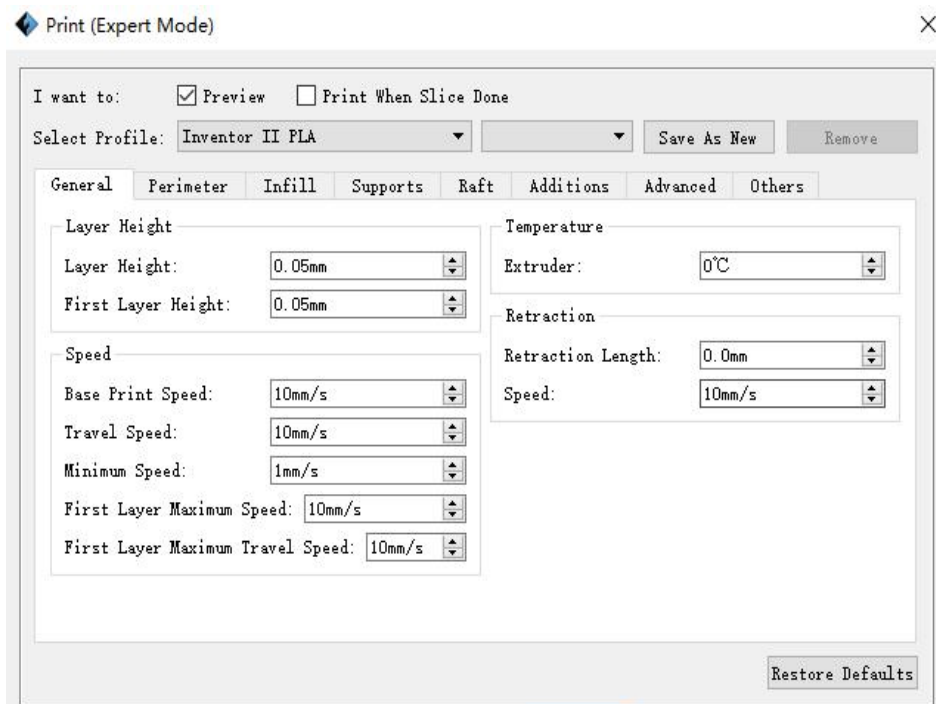 Print (Expert Mode)
I want to: Preview Print When Slice Done
Select Profile: Inventor II PLA Save As New Remove
General Perimeter Infill Supports Raft Additions Advanced Others
Layer Height
Layer Height: 0.05mm
First Layer Height: 0.05mm
Speed
Base Print Speed: 10mm/s
Travel Speed: 10mm/s
Minimum Speed: 1mm/s
First Layer Maximum Speed: 10mm/s
First Layer Maximum Travel Speed: 10mm/s
Temperature
Extruder: 0℃
Retraction
Retraction Length: 0.0mm
Speed: 10mm/s
Restore Defaults